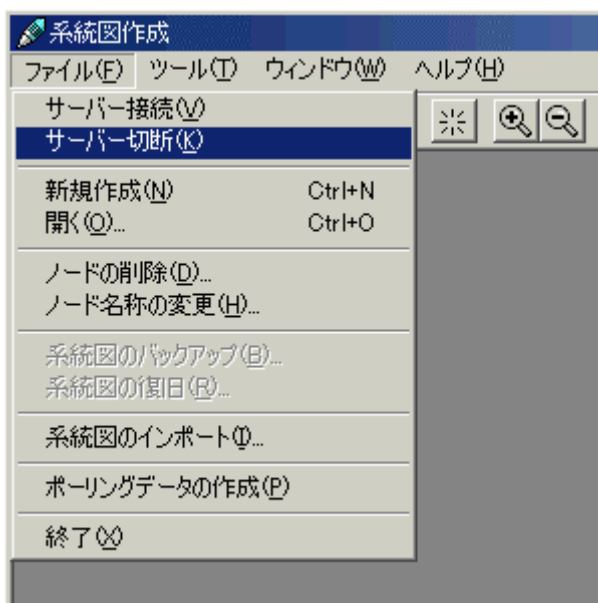 系統図作成
ファイル(F) ツール(T) ウィンドウ(W) ヘルプ(H)
サーバー接続(V)
サーバー切断(K)
新規作成(N) Ctrl+N
開く(O)... Ctrl+O
ノードの削除(D)...
ノード名称の変更(H)...
系統図のバックアップ(B)...
系統図の復旧(R)...
系統図のインポート(I)...
ポーリングデータの作成(P)
終了(X)